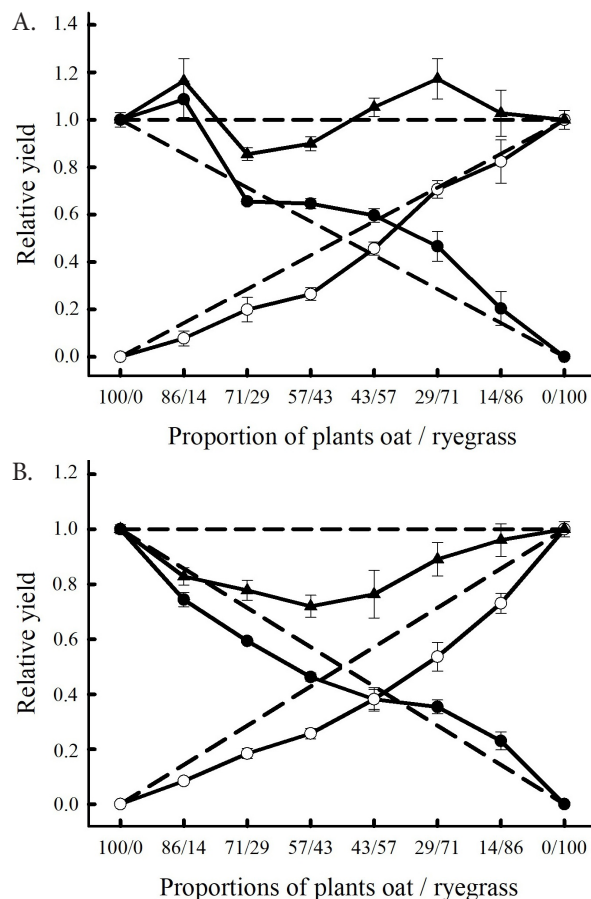 A.
1.4
1.2
1.0
0.8
0.6
0.4
0.2
0.0
Relative yield
100/0 86/14 71/29 57/43 43/57 29/71 14/86 0/100
Proportion of plants oat / ryegrass
B.
1.2
1.0
0.8
0.6
0.4
0.2
0.0
Relative yield
100/0 86/14 71/29 57/43 43/57 29/71 14/86 0/100
Proportions of plants oat / ryegrass